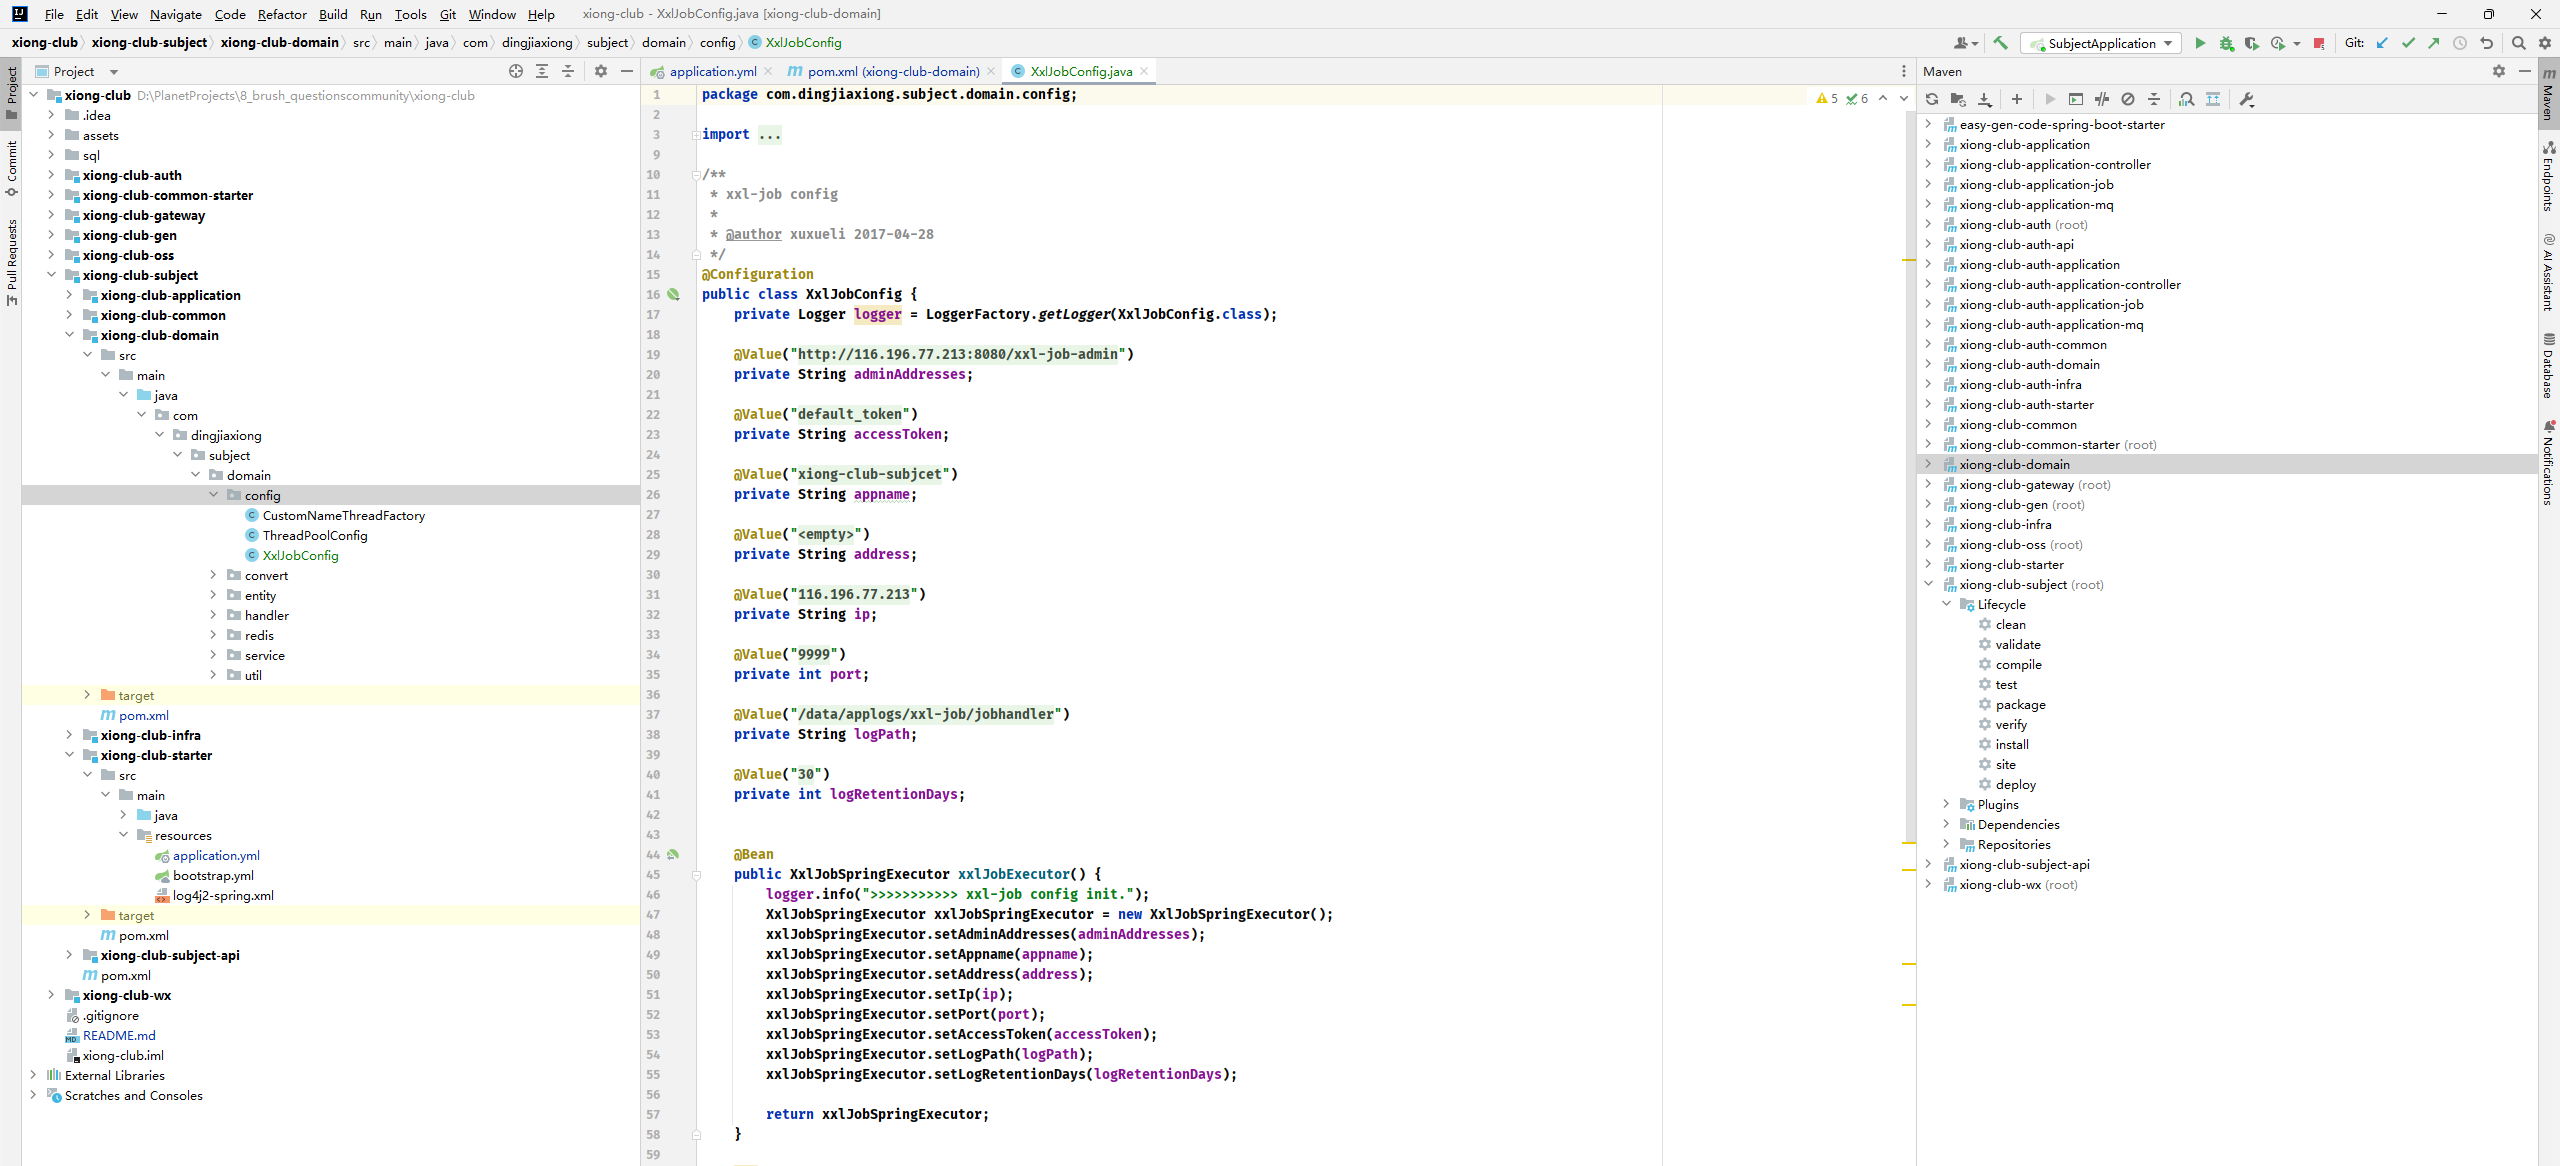 File Edit View Navigate Code Refactor Build Run Tools Git Window Help xiong-club - XxlJobConfig.java [xiong-club-domain]
xiong-club xiong-club-subject xiong-club-domain src main java com dingjiaxiong subject domain config XxlJobConfig SubjectApplication Git:
Project
Commit
Pull Requests
Project
xiong-club D:\PlanetProjects\8_brush_questionscommunity\xiong-club
.idea
assets
sql
xiong-club-auth
xiong-club-common-starter
xiong-club-gateway
xiong-club-gen
xiong-club-oss
xiong-club-subject
xiong-club-application
xiong-club-common
xiong-club-domain
src
main
java
com
dingjiaxiong
subject
domain
config
CustomNameThreadFactory
ThreadPoolConfig
XxlJobConfig
convert
entity
handler
redis
service
util
target
pom.xml
xiong-club-infra
xiong-club-starter
src
main
java
resources
application.yml
bootstrap.yml
log4j2-spring.xml
target
pom.xml
xiong-club-subject-api
pom.xml
xiong-club-wx
.gitignore
README.md
xiong-club.iml
External Libraries
Scratches and Consoles
application.yml pom.xml (xiong-club-domain) XxlJobConfig.java
5 6
1 package com.dingjiaxiong.subject.domain.config;
2
3 import ...
9
10 /**
11 * xxl-job config
12 *
13 * @author xuxueli 2017-04-28
14 */
15 @Configuration
16 public class XxlJobConfig {
17 private Logger logger = LoggerFactory.getLogger(XxlJobConfig.class);
18
19 @Value("http://116.196.77.213:8080/xxl-job-admin")
20 private String adminAddresses;
21
22 @Value("default_token")
23 private String accessToken;
24
25 @Value("xiong-club-subjcet")
26 private String appname;
27
28 @Value("<empty>")
29 private String address;
30
31 @Value("116.196.77.213")
32 private String ip;
33
34 @Value("9999")
35 private int port;
36
37 @Value("/data/applogs/xxl-job/jobhandler")
38 private String logPath;
39
40 @Value("30")
41 private int logRetentionDays;
42
43
44 @Bean
45 public XxlJobSpringExecutor xxlJobExecutor() {
46 logger.info(">>>>>>>>>>> xxl-job config init.");
47 XxlJobSpringExecutor xxlJobSpringExecutor = new XxlJobSpringExecutor();
48 xxlJobSpringExecutor.setAdminAddresses(adminAddresses);
49 xxlJobSpringExecutor.setAppname(appname);
50 xxlJobSpringExecutor.setAddress(address);
51 xxlJobSpringExecutor.setIp(ip);
52 xxlJobSpringExecutor.setPort(port);
53 xxlJobSpringExecutor.setAccessToken(accessToken);
54 xxlJobSpringExecutor.setLogPath(logPath);
55 xxlJobSpringExecutor.setLogRetentionDays(logRetentionDays);
56
57 return xxlJobSpringExecutor;
58 }
59
Maven
easy-gen-code-spring-boot-starter
xiong-club-application
xiong-club-application-controller
xiong-club-application-job
xiong-club-application-mq
xiong-club-auth (root)
xiong-club-auth-api
xiong-club-auth-application
xiong-club-auth-application-controller
xiong-club-auth-application-job
xiong-club-auth-application-mq
xiong-club-auth-common
xiong-club-auth-domain
xiong-club-auth-infra
xiong-club-auth-starter
xiong-club-common
xiong-club-common-starter (root)
xiong-club-domain
xiong-club-gateway (root)
xiong-club-gen (root)
xiong-club-infra
xiong-club-oss (root)
xiong-club-starter
xiong-club-subject (root)
Lifecycle
clean
validate
compile
test
package
verify
install
site
deploy
Plugins
Dependencies
Repositories
xiong-club-subject-api
xiong-club-wx (root)
Maven
Endpoints
AI Assistant
Database
Notifications